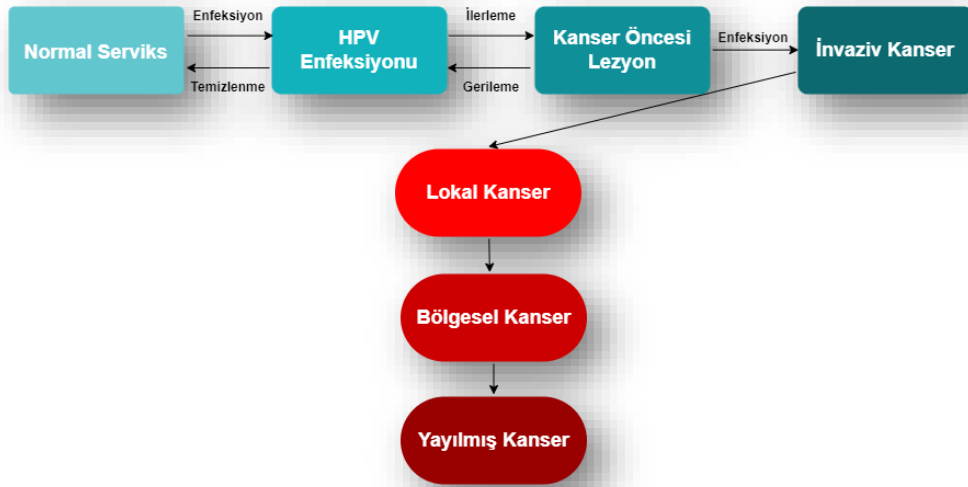 Normal Serviks
Enfeksiyon
Temizlenme
HPV
Enfeksiyonu
İlerleme
Gerileme
Kanser Öncesi
Lezyon
Enfeksiyon
İnvaziv Kanser
Lokal Kanser
Bölgesel Kanser
Yayılmış Kanser